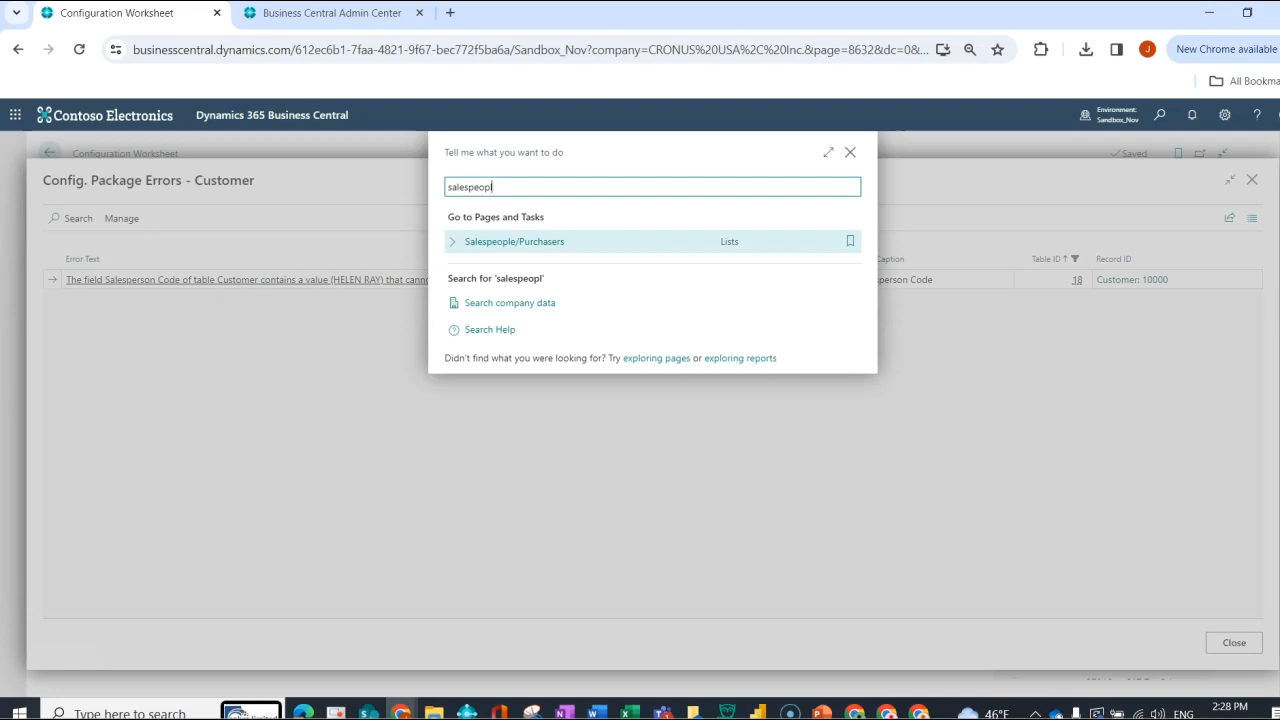 Configuration Worksheet
Business Central Admin Center
businesscentral.dynamics.com/612ec6b1-7faa-4821-9f67-bec772f5ba6a/Sandbox_Nov?company=CRONUS%20USA%2C%20Inc.&page=8632&dc=0&...
J
New Chrome available
All Bookma
Contoso Electronics
Dynamics 365 Business Central
Environment:
Sandbox_Nov
Configuration Worksheet
Saved
Tell me what you want to do
Config. Package Errors - Customer
salespeopl
Search
Manage
Go to Pages and Tasks
Salespeople/Purchasers
Lists
Error Text
Caption
Table ID ↑
Record ID
The field Salesperson Code of table Customer contains a value (HELEN RAY) that canno
person Code
18
Customer: 10000
Search for 'salespeopl'
Search company data
Search Help
Didn't find what you were looking for? Try exploring pages or exploring reports
Close
Type here to search
46°F
ENG
2:28 PM